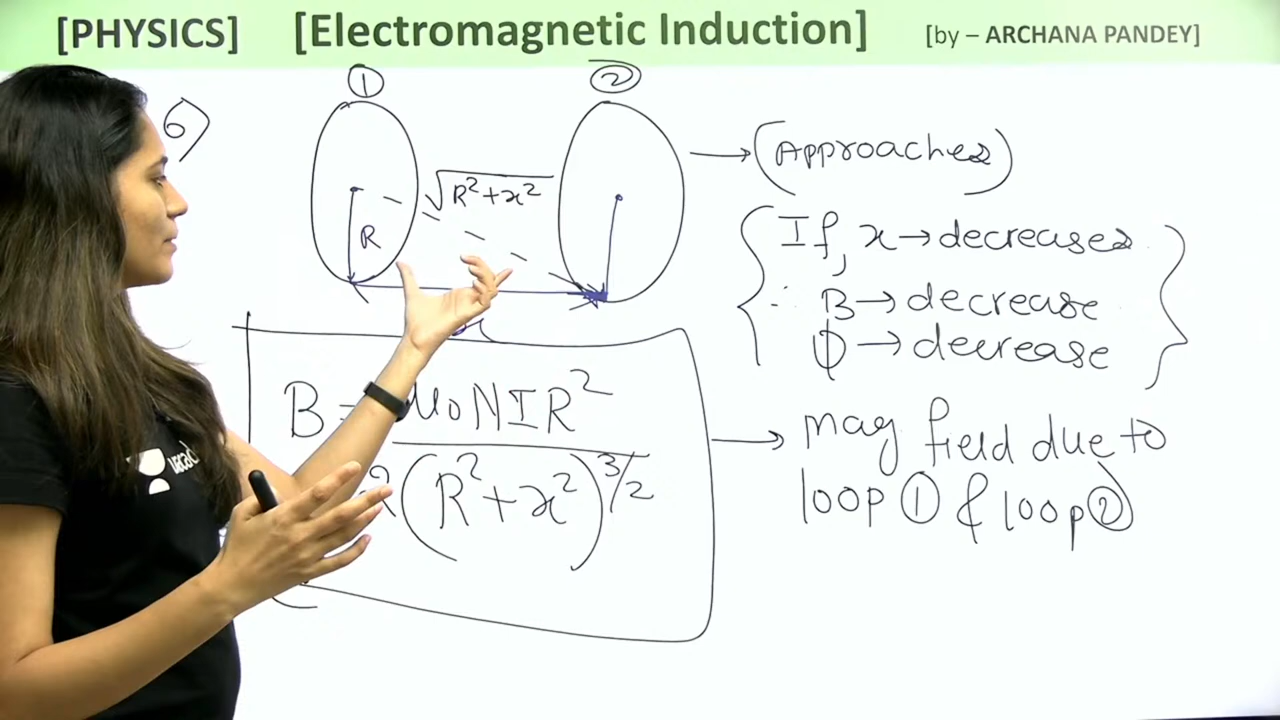 [PHYSICS] [Electromagnetic Induction] [by – ARCHANA PANDEY]
6)
① ②
√R²+x²
R
x
→ (Approaches)
If, x → decreases
∴ B → decrease
Φ → decrease
B = μ₀NIR²
2(R²+x²)^3/2
→ mag field due to
loop ① & loop ②